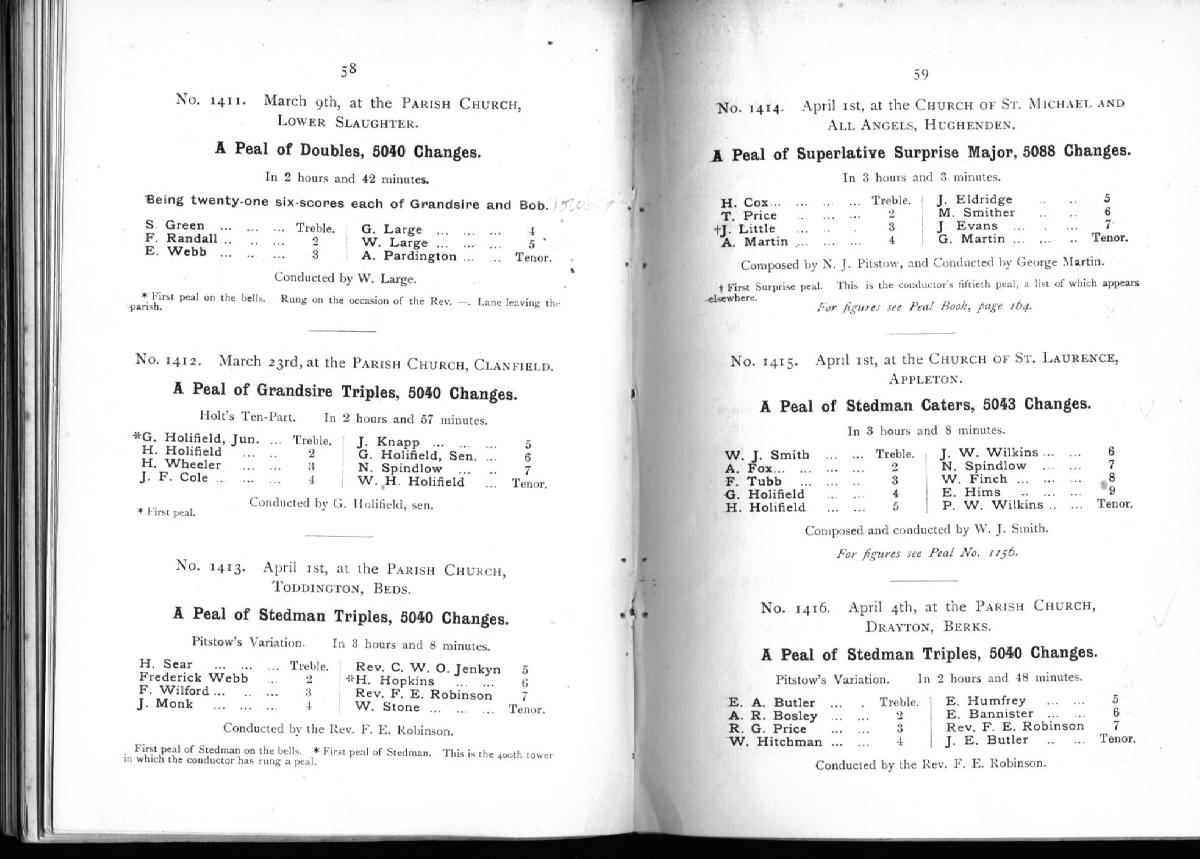 58
No. 1411. March 9th, at the Parish Church,
Lower Slaughter.
A Peal of Doubles, 5040 Changes.
In 2 hours and 42 minutes.
Being twenty-one six-scores each of Grandsire and Bob.
S. Green ... ... ... Treble. G. Large ... ... ... 4
F. Randall ... .. ... 2 W. Large ... ... ... 5
E. Webb ... .. ... 3 A. Pardington ... ... Tenor.
Conducted by W. Large.
* First peal on the bells. Rung on the occasion of the Rev. —. Lane leaving the
parish.
No. 1412. March 23rd, at the Parish Church, Clanfield.
A Peal of Grandsire Triples, 5040 Changes.
Holt's Ten-Part. In 2 hours and 57 minutes.
*G. Holifield, Jun. ... Treble. J. Knapp ... ... ... 5
H. Holifield ... .. 2 G. Holifield, Sen. ... ... 6
H. Wheeler ... ... 3 N. Spindlow ... .. 7
J. F. Cole ... ... ... 4 W. H. Holifield ... Tenor.
Conducted by G. Holifield, sen.
* First peal.
No. 1413. April 1st, at the Parish Church,
Toddington, Beds.
A Peal of Stedman Triples, 5040 Changes.
Pitstow's Variation. In 3 hours and 8 minutes.
H. Sear ... ... ... Treble. Rev. C. W. O. Jenkyn 5
Frederick Webb .. 2 *H. Hopkins ... ... 6
F. Wilford ... .. ... 3 Rev. F. E. Robinson 7
J. Monk ... ... ... 4 W. Stone ... ... ... Tenor.
Conducted by the Rev. F. E. Robinson.
First peal of Stedman on the bells. * First peal of Stedman. This is the 400th tower
in which the conductor has rung a peal.
59
No. 1414. April 1st, at the Church of St. Michael and
All Angels, Hughenden.
A Peal of Superlative Surprise Major, 5088 Changes.
In 3 hours and 3 minutes.
H. Cox... ... ... ... Treble. J. Eldridge .. .. 5
T. Price .. ... ... 2 M. Smither .. .. 6
†J. Little ... .. . 3 J Evans ... . ... 7
A. Martin ... ... ... 4 G. Martin ... ... .. Tenor.
Composed by N. J. Pitstow, and Conducted by George Martin.
† First Surprise peal. This is the conductor's fiftieth peal, a list of which appears
elsewhere.
For figures see Peal Book, page 164.
No. 1415. April 1st, at the Church of St. Laurence,
Appleton.
A Peal of Stedman Caters, 5043 Changes.
In 3 hours and 8 minutes.
W. J. Smith ... ... Treble. J. W. Wilkins ... ... 6
A. Fox... ... ... ... 2 N. Spindlow ... ... 7
F. Tubb ... ... .. 3 W. Finch ... ... ... 8
G. Holifield ... ... 4 E. Hims .. ... ... 9
H. Holifield ... ... 5 P. W. Wilkins .. ... Tenor.
Composed and conducted by W. J. Smith.
For figures see Peal No. 1156.
No. 1416. April 4th, at the Parish Church,
Drayton, Berks.
A Peal of Stedman Triples, 5040 Changes.
Pitstow's Variation. In 2 hours and 48 minutes.
E. A. Butler ... . Treble. E. Humfrey ... ... 5
A. R. Bosley ... ... 2 E. Bannister ... ... 6
R. G. Price ... ... 3 Rev. F. E. Robinson 7
W. Hitchman ... ... 4 J. E. Butler .. ... Tenor.
Conducted by the Rev. F. E. Robinson.